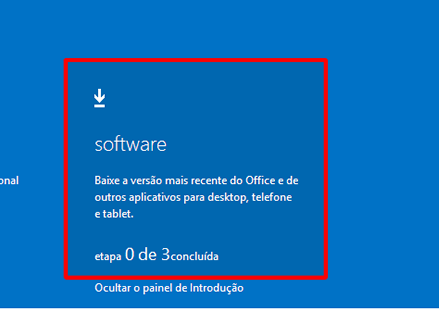 software
onal
Baixe a versão mais recente do Office e de
outros aplicativos para desktop, telefone
e tablet.
etapa 0 de 3concluída
Ocultar o painel de Introdução